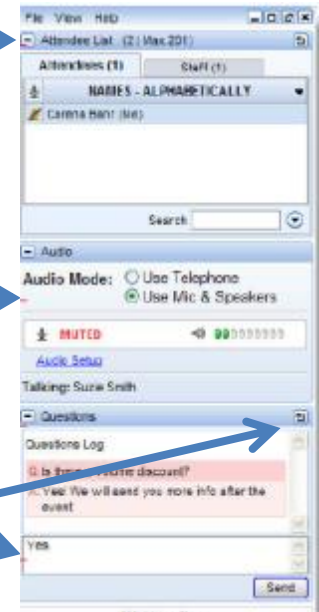 File View Help
Attendee List (2 | Max 201)
Attendees (1) Staff (1)
NAMES - ALPHABETICALLY
(Me)
Search
Audio
Audio Mode: Use Telephone
Use Mic & Speakers
MUTED
Audio Setup
Talking: Suzie Smith
Questions
Questions Log
Q: Is there a volume discount?
A: Yes! We will send you more info after the
event
Yes
Send